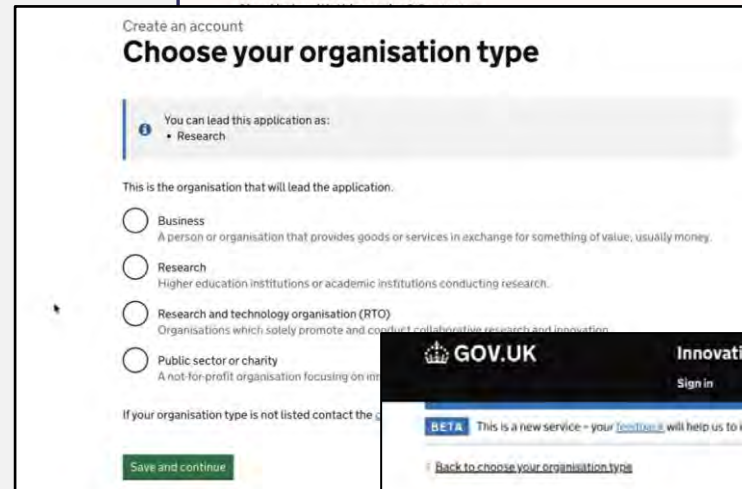 Create an account
Choose your organisation type
You can lead this application as:
• Research
This is the organisation that will lead the application.
Business
A person or organisation that provides goods or services in exchange for something of value, usually money.
Research
Higher education institutions or academic institutions conducting research.
Research and technology organisation (RTO)
Organisations which solely promote and conduct collaborative research and innovation.
Public sector or charity
A not-for-profit organisation focusing on
If your organisation type is not listed contact the
Save and continue
GOV.UK
Sign in
BETA This is a new service – your feedback will help us to
Back to choose your organisation type